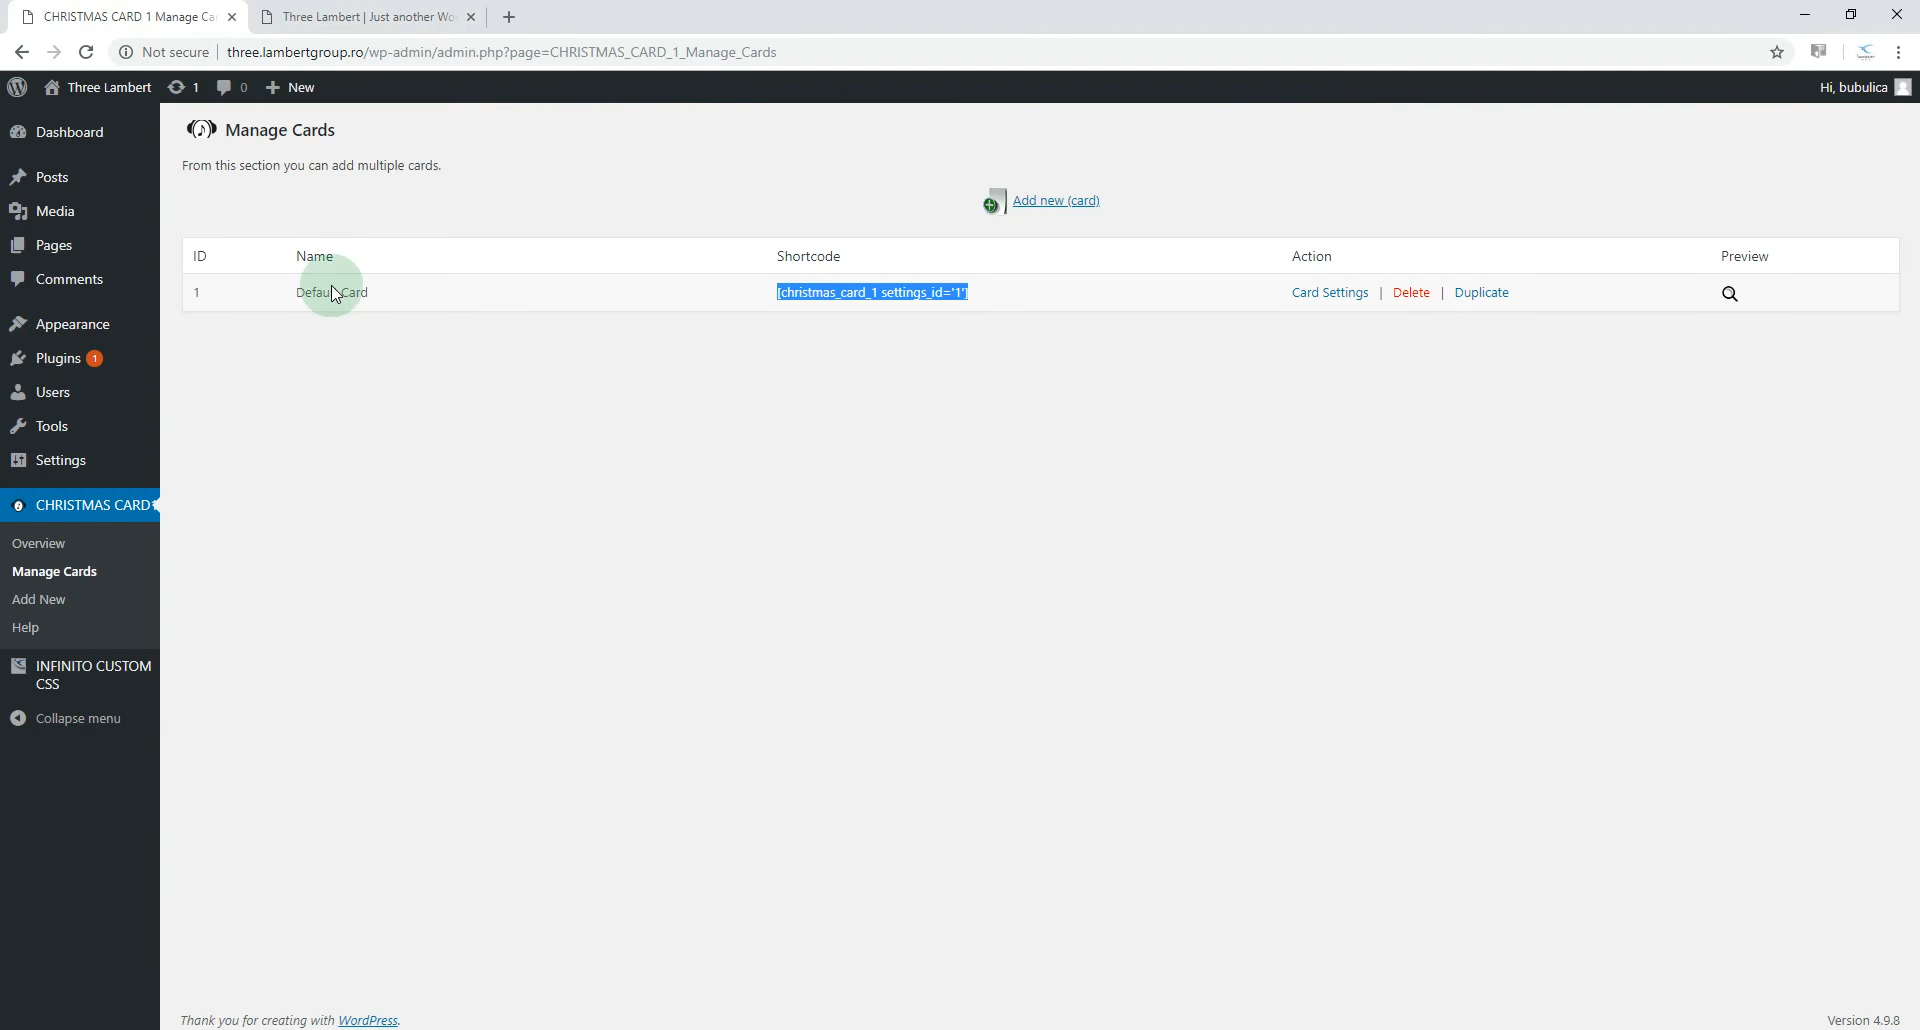 CHRISTMAS CARD 1 Manage Ca
Three Lambert | Just another Wo
Not secure | three.lambertgroup.ro/wp-admin/admin.php?page=CHRISTMAS_CARD_1_Manage_Cards
Three Lambert 1 0 New
Hi, bubulica
Dashboard
Posts
Media
Pages
Comments
Appearance
Plugins 1
Users
Tools
Settings
CHRISTMAS CARD
Overview
Manage Cards
Add New
Help
INFINITO CUSTOM
CSS
Collapse menu
Manage Cards
From this section you can add multiple cards.
Add new (card)
ID Name Shortcode Action Preview
1 Default Card [christmas_card_1 settings_id='1'] Card Settings | Delete | Duplicate
Thank you for creating with WordPress.
Version 4.9.8